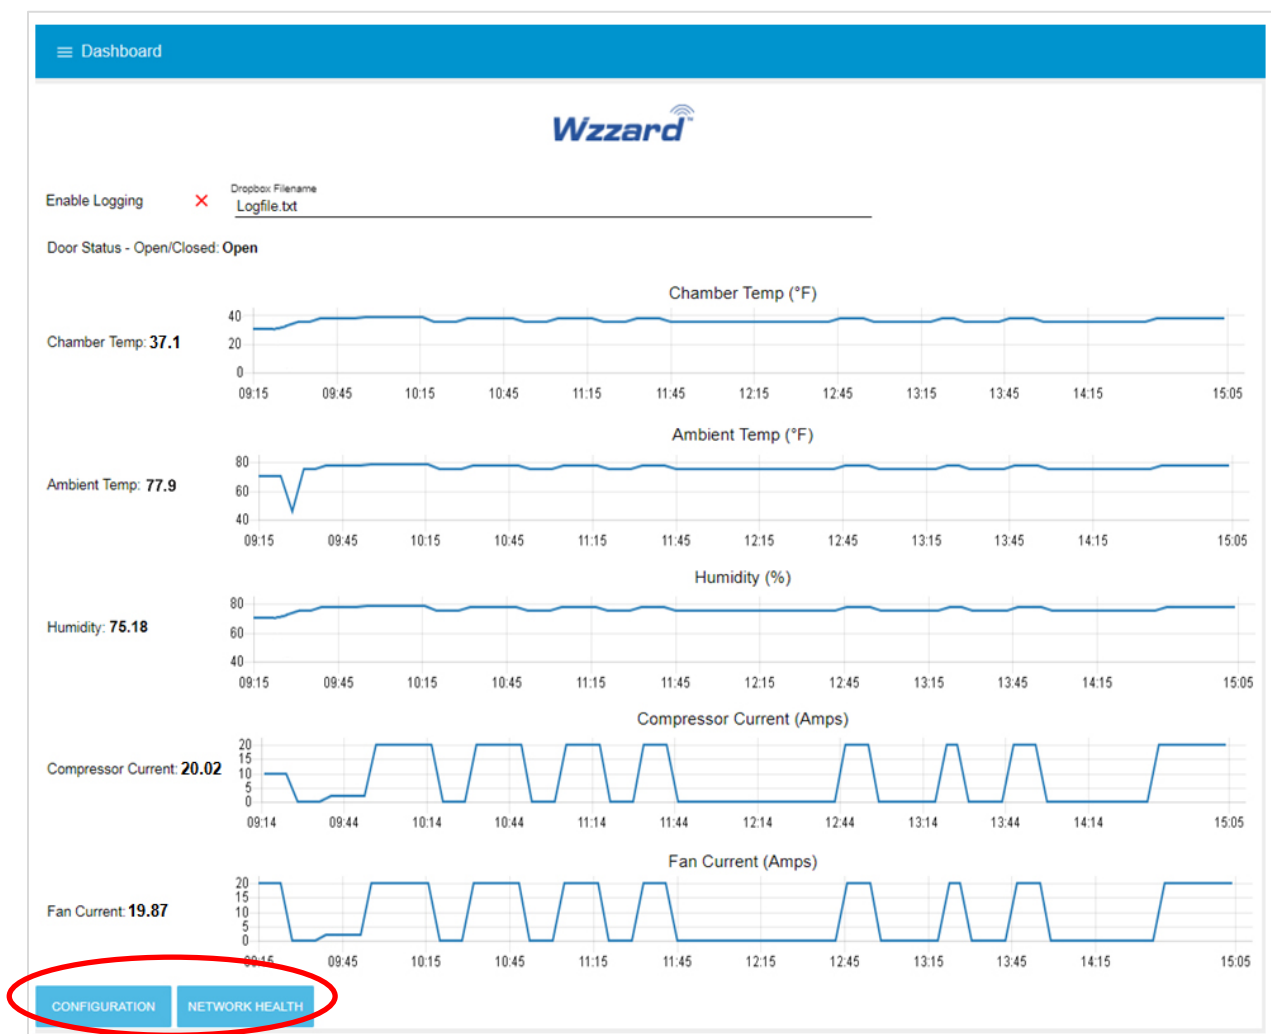 Dashboard
Wzzard™
Enable Logging
Dropbox Filename
Logfile.txt
Door Status - Open/Closed: Open
Chamber Temp (°F)
Chamber Temp: 37.1
40
20
0
09:15 09:45 10:15 10:45 11:15 11:45 12:15 12:45 13:15 13:45 14:15 15:05
Ambient Temp (°F)
Ambient Temp: 77.9
80
60
40
09:15 09:45 10:15 10:45 11:15 11:45 12:15 12:45 13:15 13:45 14:15 15:05
Humidity (%)
Humidity: 75.18
80
60
40
09:15 09:45 10:15 10:45 11:15 11:45 12:15 12:45 13:15 13:45 14:15 15:05
Compressor Current (Amps)
Compressor Current: 20.02
20
15
10
5
0
09:14 09:44 10:14 10:44 11:14 11:44 12:14 12:44 13:14 13:44 14:14 15:05
Fan Current (Amps)
Fan Current: 19.87
20
15
10
5
0
09:15 09:45 10:15 10:45 11:15 11:45 12:15 12:45 13:15 13:45 14:15 15:05
CONFIGURATION NETWORK HEALTH